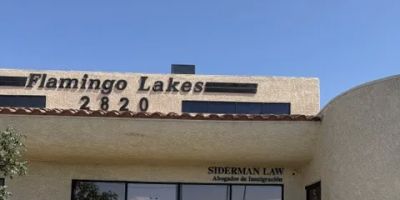 Flamingo Lakes
2820
SIDERMAN LAW
Abogados de Inmigración